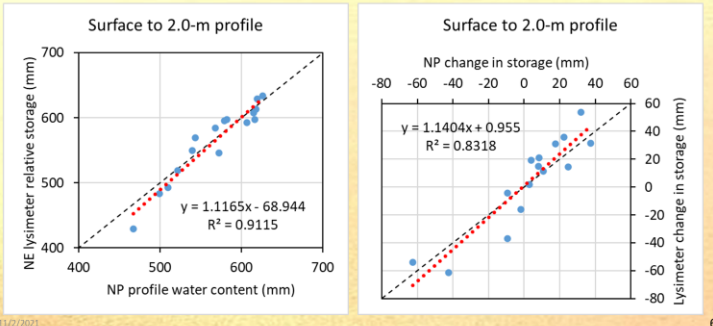 Surface to 2.0-m profile
NE lysimeter relative storage (mm)
700
600
500
400
y = 1.1165x - 68.944
R² = 0.9115
400 500 600 700
NP profile water content (mm)
Surface to 2.0-m profile
NP change in storage (mm)
-80 -60 -40 -20 0 20 40 60
y = 1.1404x + 0.955
R² = 0.8318
60
40
20
0
-20
-40
-60
-80
Lysimeter change in storage (mm)
11/2/2021